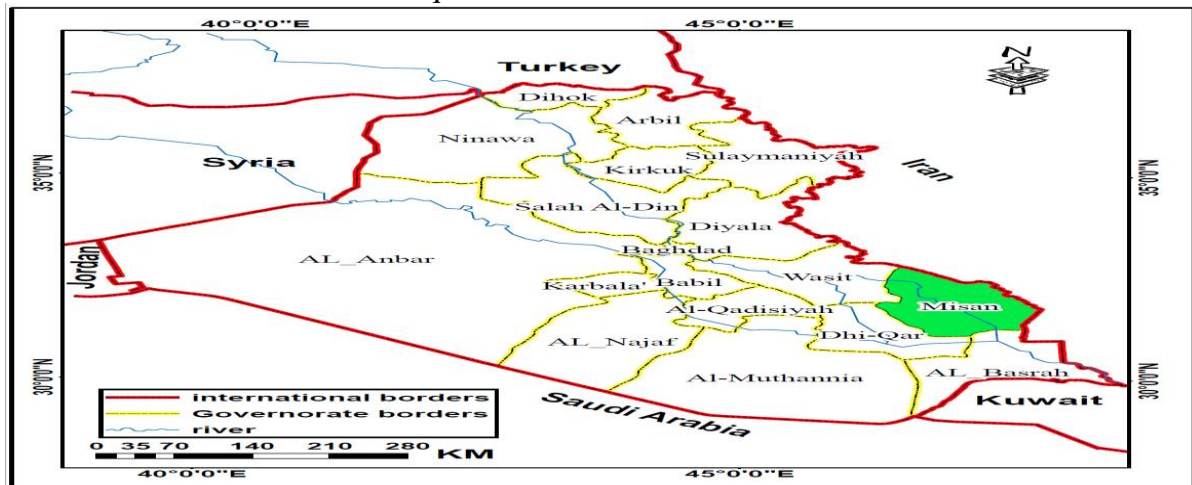 40°0'0"E 45°0'0"E
N
Turkey
Dihok
Arbil
Ninawa
Sulaymaniyah
Syria
Kirkuk
Iran
35°0'0"N
35°0'0"N
Salah Al-Din
Diyala
Baghdad
AL_Anbar
Jordan
Wasit
Karbala'
Babil
Misan
Al-Qadisiyah
Dhi-Qar
AL_Najaf
AL_Basrah
Al-Muthannia
30°0'0"N
30°0'0"N
Kuwait
Saudi Arabia
international borders
Governorate borders
river
0 35 70 140 210 280 KM
40°0'0"E 45°0'0"E